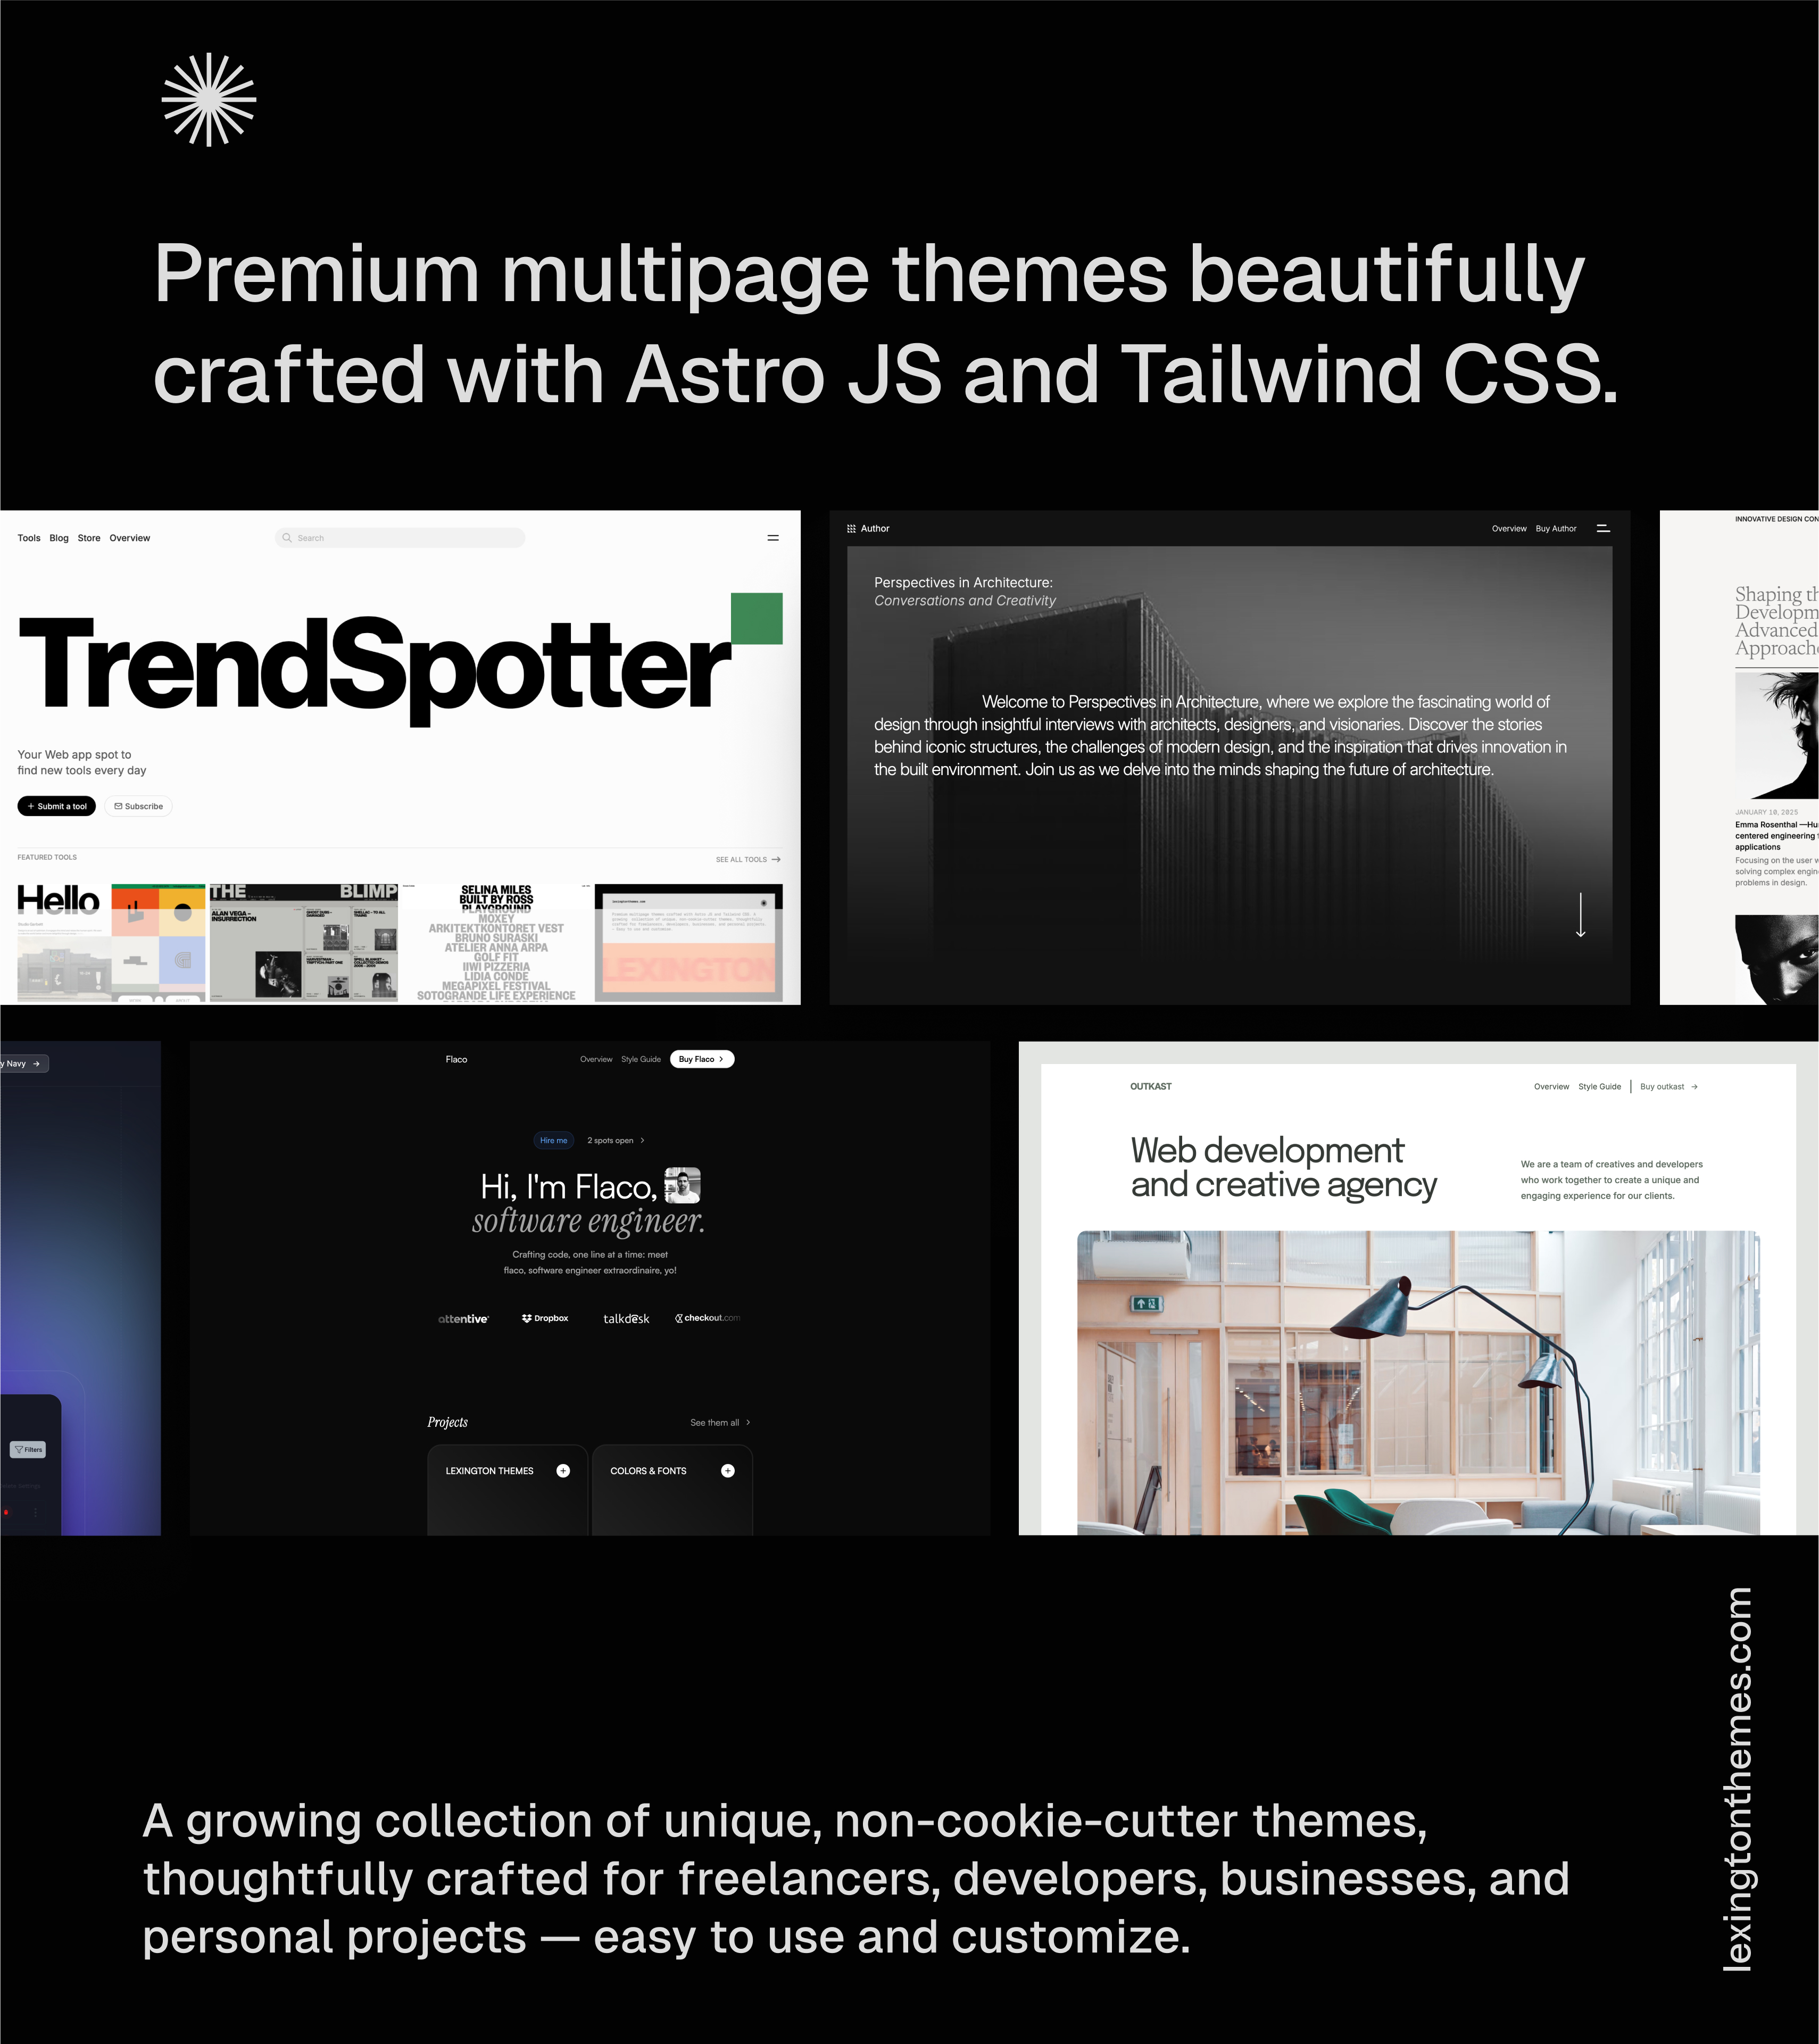 Premium multipage themes beautifully
crafted with Astro JS and Tailwind CSS.
Tools Blog Store Overview
Search
TrendSpotter
Your Web app spot to
find new tools every day
+ Submit a tool
Subscribe
FEATURED TOOLS
SEE ALL TOOLS →
Hello
THE BLIMP
ALAN VEGA –
INSURRECTION
SELINA MILES
BUILT BY ROSS
PLAYGROUND
MOXEY
ARKITEKTKONTORET VEST
BRUNO SURASKI
ATELIER ANNA ARPA
GOLF FIT
IIWI PIZZERIA
LIDIA CONDE
MEGAPIXEL FESTIVAL
SOTOGRANDE LIFE EXPERIENCE
lexingtonthemes.com
LEXINGTON
Author
Overview Buy Author
Perspectives in Architecture:
Conversations and Creativity
Welcome to Perspectives in Architecture, where we explore the fascinating world of
design through insightful interviews with architects, designers, and visionaries. Discover the stories
behind iconic structures, the challenges of modern design, and the inspiration that drives innovation in
the built environment. Join us as we delve into the minds shaping the future of architecture.
INNOVATIVE DESIGN CON
Shaping th
Developm
Advanced
Approach
JANUARY 18, 2025
Emma Rosenthal —Hu
centered engineering
applications
Focusing on the user w
solving complex engin
problems in design.
y Navy →
Filters
Flaco
Overview Style Guide Buy Flaco
Hire me 2 spots open
Hi, I'm Flaco,
software engineer.
Crafting code, one line at a time: meet
flaco, software engineer extraordinaire, yo!
attentive Dropbox talkdesk checkout.com
Projects
See them all
LEXINGTON THEMES
COLORS & FONTS
OUTKAST
Overview Style Guide | Buy outkast →
Web development
and creative agency
We are a team of creatives and developers
who work together to create a unique and
engaging experience for our clients.
lexingtonthemes.com
A growing collection of unique, non-cookie-cutter themes,
thoughtfully crafted for freelancers, developers, businesses, and
personal projects — easy to use and customize.